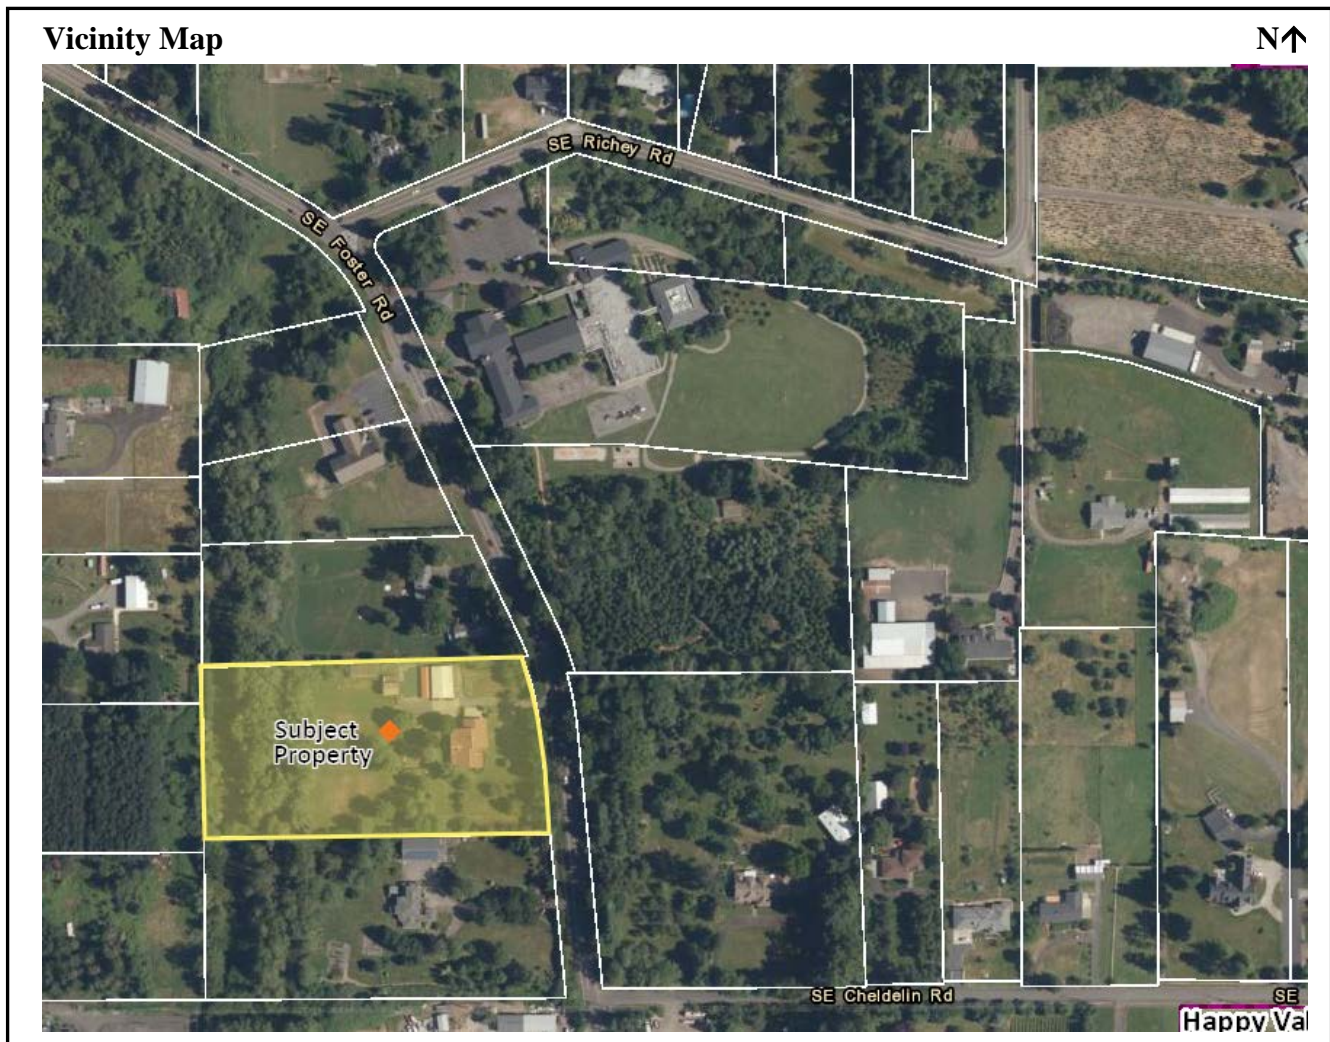 Vicinity Map
N↑
SE Richey Rd
SE Foster Rd
Subject
Property
SE Cheldelin Rd
SE
Happy Val